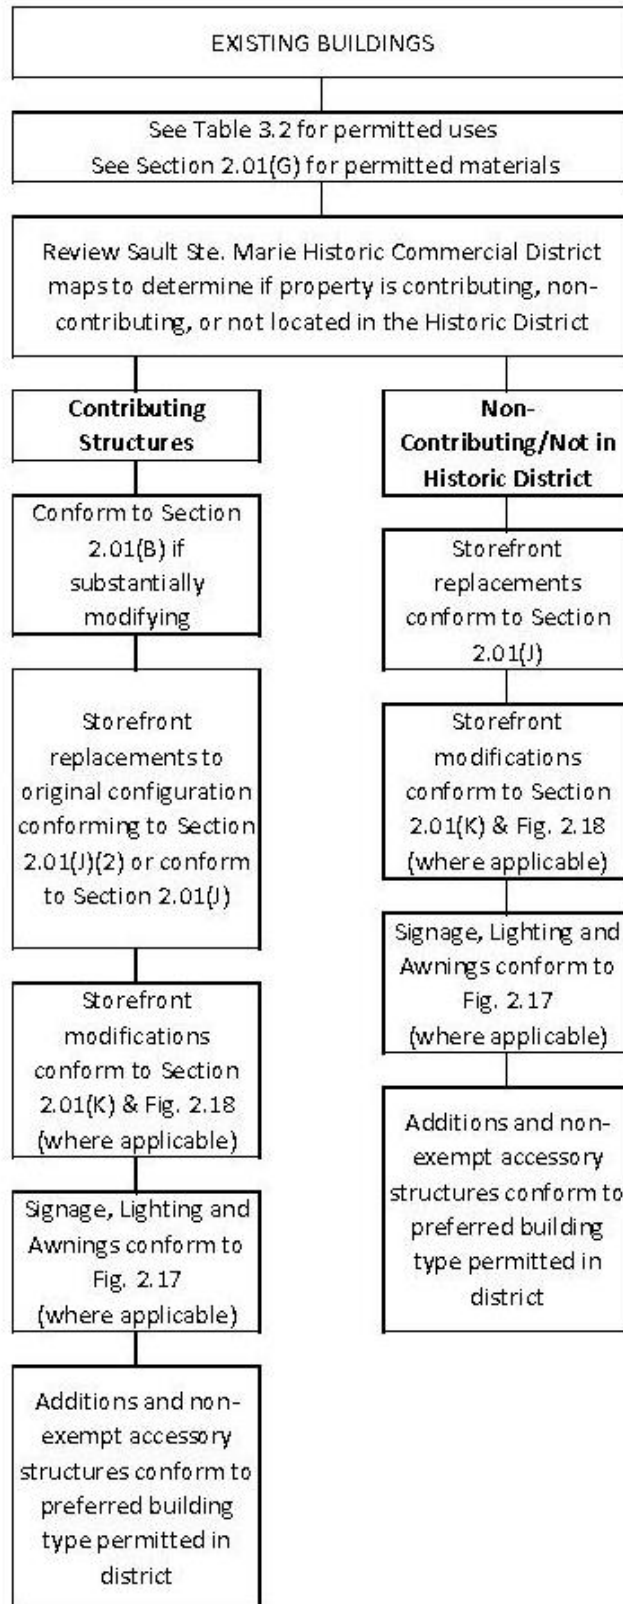 EXISTING BUILDINGS
See Table 3.2 for permitted uses
See Section 2.01(G) for permitted materials
Review Sault Ste. Marie Historic Commercial District
maps to determine if property is contributing, non-
contributing, or not located in the Historic District
Contributing
Structures
Conform to Section
2.01(B) if
substantially
modifying
Storefront
replacements to
original configuration
conforming to Section
2.01(J)(2) or conform
to Section 2.01(J)
Storefront
modifications
conform to Section
2.01(K) & Fig. 2.18
(where applicable)
Signage, Lighting and
Awnings conform to
Fig. 2.17
(where applicable)
Additions and non-
exempt accessory
structures conform to
preferred building
type permitted in
district
Non-
Contributing/Not in
Historic District
Storefront
replacements
conform to Section
2.01(J)
Storefront
modifications
conform to Section
2.01(K) & Fig. 2.18
(where applicable)
Signage, Lighting and
Awnings conform to
Fig. 2.17
(where applicable)
Additions and non-
exempt accessory
structures conform to
preferred building
type permitted in
district